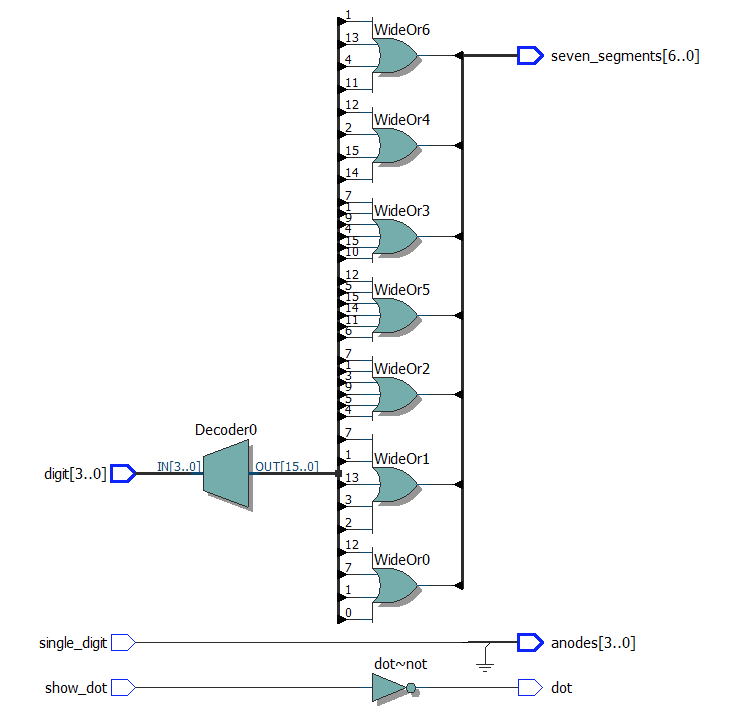 1
WideOr6
13
seven_segments[6..0]
4
11
12
WideOr4
2
15
14
7
WideOr3
1
9
4
15
10
12
WideOr5
5
15
14
11
6
7
WideOr2
1
3
9
5
4
Decoder0
7
WideOr1
1
digit[3..0]
IN[3..0]
OUT[15..0]
13
3
2
12
WideOr0
7
1
0
single_digit
anodes[3..0]
dot~not
show_dot
dot